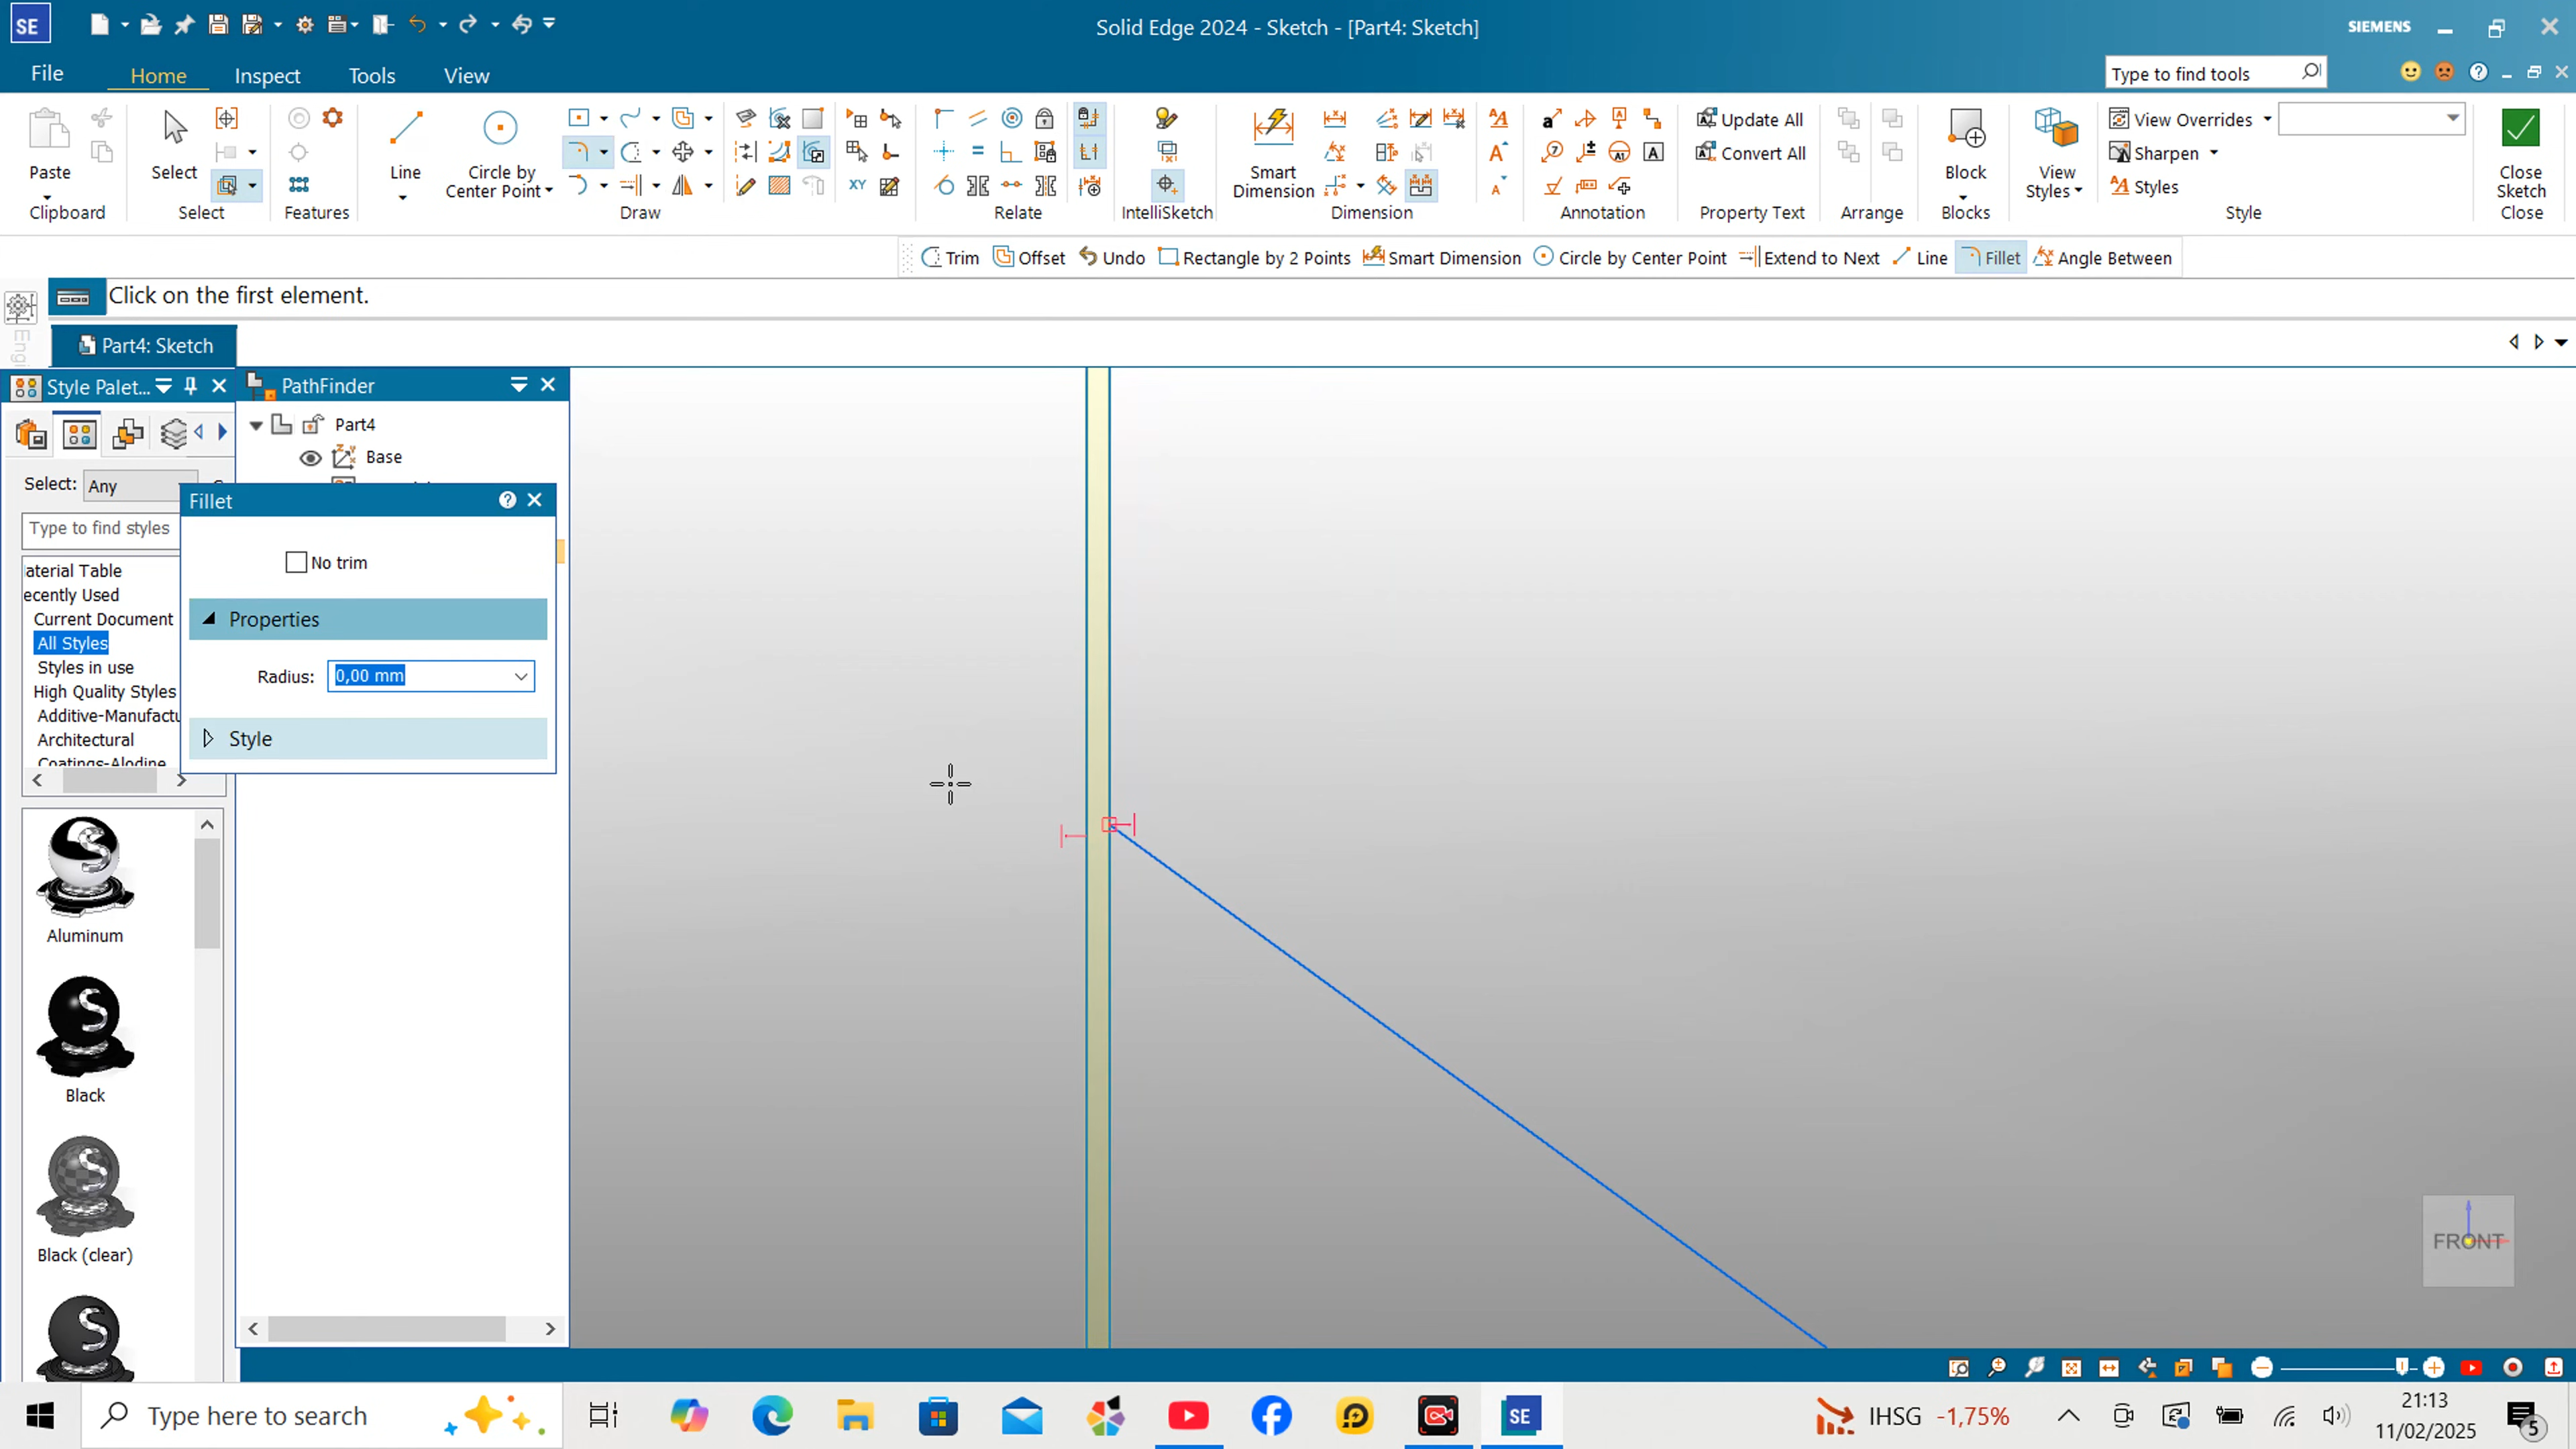 SE
Solid Edge 2024 - Sketch - [Part4: Sketch]
SIEMENS
File
Home
Inspect
Tools
View
Type to find tools
Paste
Clipboard
Select
Select
Features
Line
Circle by
Center Point
Draw
Relate
IntelliSketch
Smart
Dimension
Dimension
Annotation
Update All
Convert All
Property Text
Arrange
Block
Blocks
View
Styles
View Overrides
Sharpen
Styles
Style
Close
Sketch
Close
Trim
Offset
Undo
Rectangle by 2 Points
Smart Dimension
Circle by Center Point
Extend to Next
Line
Fillet
Angle Between
Click on the first element.
Part4: Sketch
Style Palet...
PathFinder
Part4
Base
Select:
Any
Type to find styles
aterial Table
ecently Used
Current Document
All Styles
Styles in use
High Quality Styles
Additive-Manufactu
Architectural
Coatings-Alodine
Fillet
No trim
Properties
Radius:
0,00 mm
Style
Aluminum
Black
Black (clear)
FRONT
Type here to search
IHSG -1,75%
21:13
11/02/2025
5